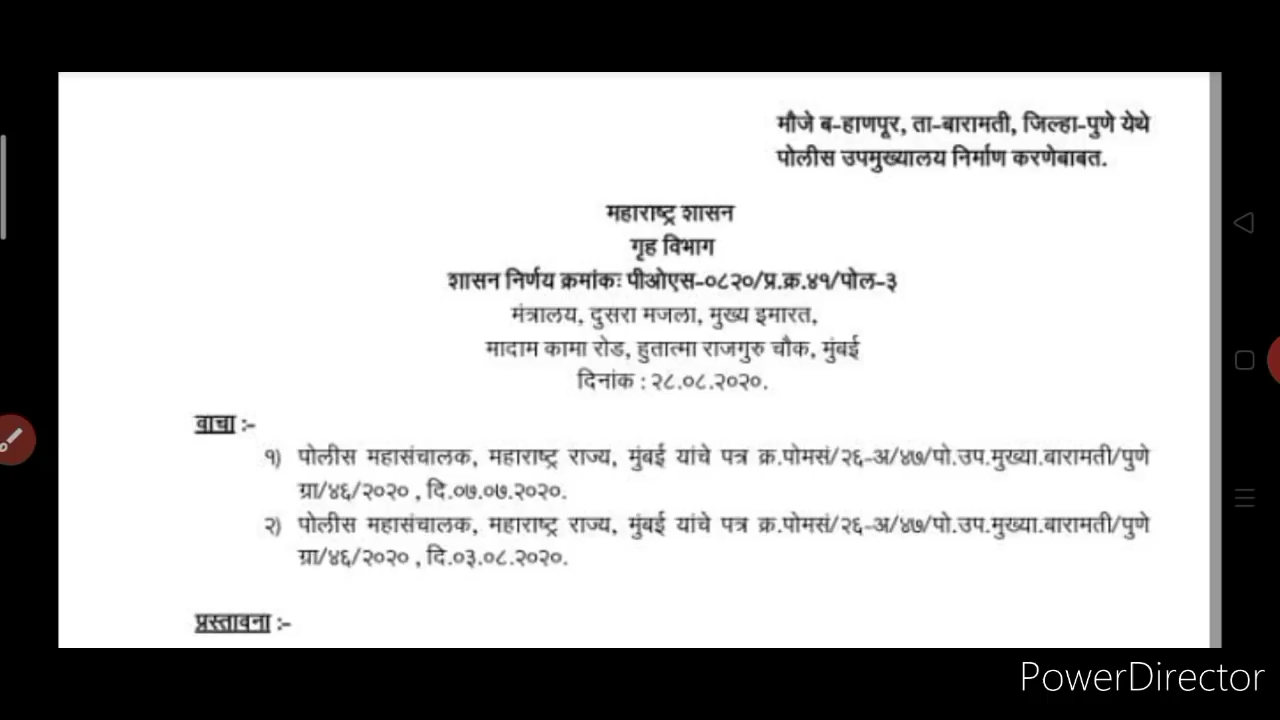 मौजे ब-हाणपूर, ता-बारामती, जिल्हा-पुणे येथे
पोलीस उपमुख्यालय निर्माण करणेबाबत.
महाराष्ट्र शासन
गृह विभाग
शासन निर्णय क्रमांकः पीओएस-०८२०/प्र.क्र.४१/पोल-३
मंत्रालय, दुसरा मजला, मुख्य इमारत,
मादाम कामा रोड, हुतात्मा राजगुरु चौक, मुंबई
दिनांक : २८.०८.२०२०.
वाचा :-
१) पोलीस महासंचालक, महाराष्ट्र राज्य, मुंबई यांचे पत्र क्र.पोमसं/२६-अ/४७/पो.उप.मुख्या.बारामती/पुणे
ग्रा/४६/२०२० , दि.०७.०७.२०२०.
२) पोलीस महासंचालक, महाराष्ट्र राज्य, मुंबई यांचे पत्र क्र.पोमसं/२६-अ/४७/पो.उप.मुख्या.बारामती/पुणे
ग्रा/४६/२०२० , दि.०३.०८.२०२०.
प्रस्तावना :-
PowerDirector